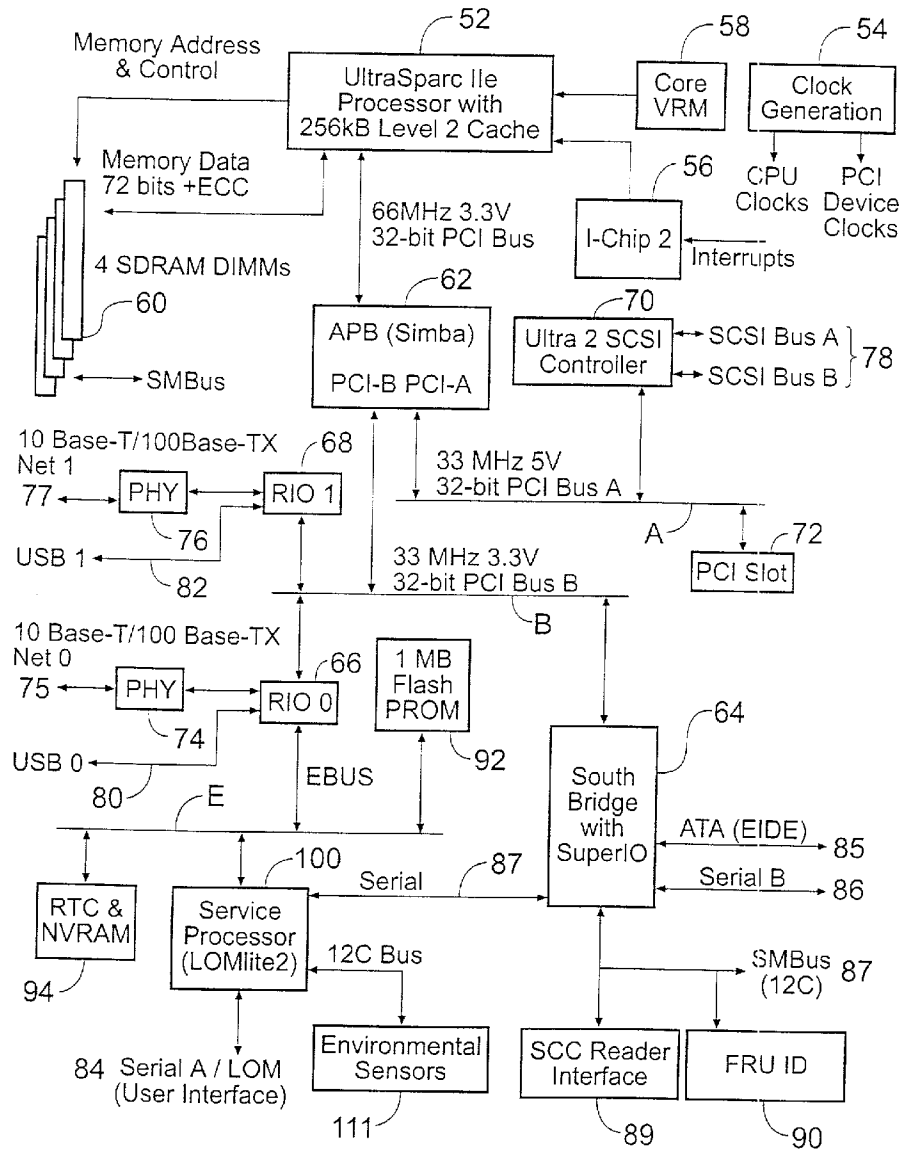 52
58
54
Memory Address
& Control
UltraSparc IIe
Processor with
256kB Level 2 Cache
Core
VRM
Clock
Generation
Memory Data
72 bits +ECC
56
CPU
Clocks
PCI
Device
Clocks
66MHz 3.3V
32-bit PCI Bus
I-Chip 2
Interrupts
4 SDRAM DIMMs
60
62
70
APB (Simba)
PCI-B PCI-A
Ultra 2 SCSI
Controller
SCSI Bus A
SCSI Bus B
78
SMBus
10 Base-T/100Base-TX
Net 1
68
77
PHY
RIO 1
33 MHz 5V
32-bit PCI Bus A
76
A
72
USB 1
82
33 MHz 3.3V
32-bit PCI Bus B
PCI Slot
B
10 Base-T/100 Base-TX
Net 0
66
1 MB
Flash
PROM
75
PHY
RIO 0
64
74
92
USB 0
80
EBUS
South
Bridge
with
SuperIO
E
ATA (EIDE)
85
100
Serial
87
Serial B
86
RTC &
NVRAM
Service
Processor
(LOMlite2)
12C Bus
94
SMBus
(12C)
87
84
Serial A / LOM
(User Interface)
Environmental
Sensors
SCC Reader
Interface
FRU ID
111
89
90